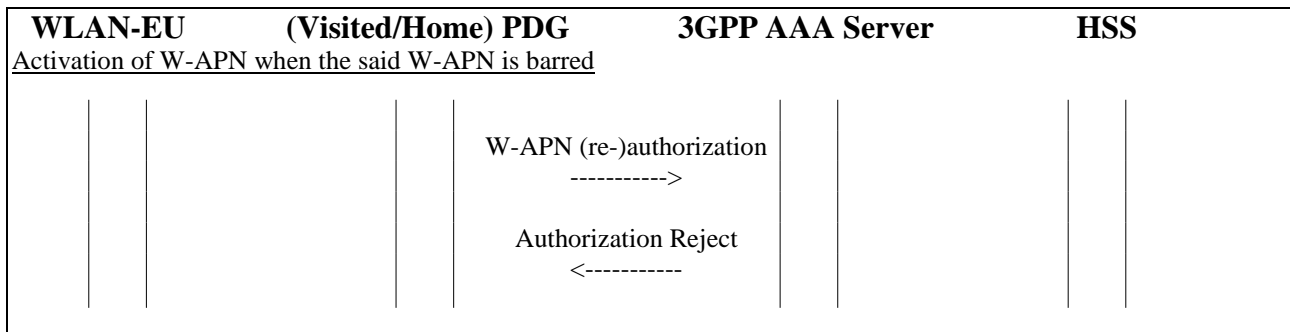 WLAN-EU (Visited/Home) PDG 3GPP AAA Server HSS
Activation of W-APN when the said W-APN is barred
W-APN (re-)authorization
----------->
Authorization Reject
<-----------